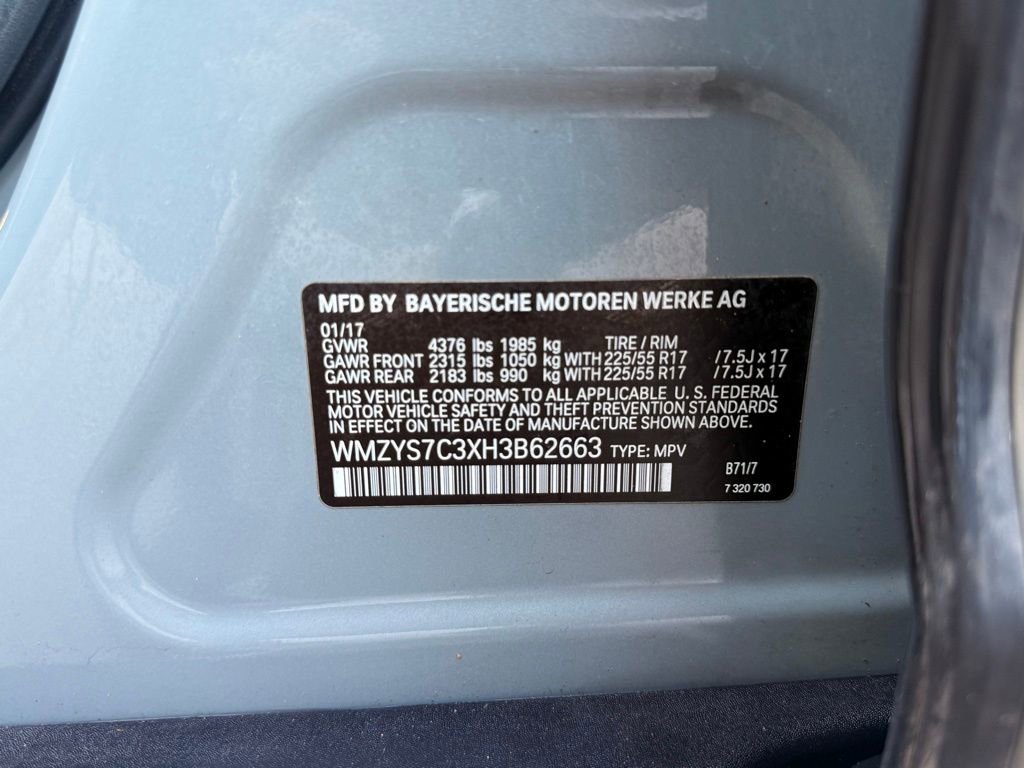 MFD BY BAYERISCHE MOTOREN WERKE AG
01/17
GVWR 4376 lbs 1985 kg TIRE / RIM
GAWR FRONT 2315 lbs 1050 kg WITH 225/55 R17 /7.5J x 17
GAWR REAR 2183 lbs 990 kg WITH 225/55 R17 /7.5J x 17
THIS VEHICLE CONFORMS TO ALL APPLICABLE U. S. FEDERAL
MOTOR VEHICLE SAFETY AND THEFT PREVENTION STANDARDS
IN EFFECT ON THE DATE OF MANUFACTURE SHOWN ABOVE.
WMZYS7C3XH3B62663 TYPE: MPV
B71/7
7 320 730